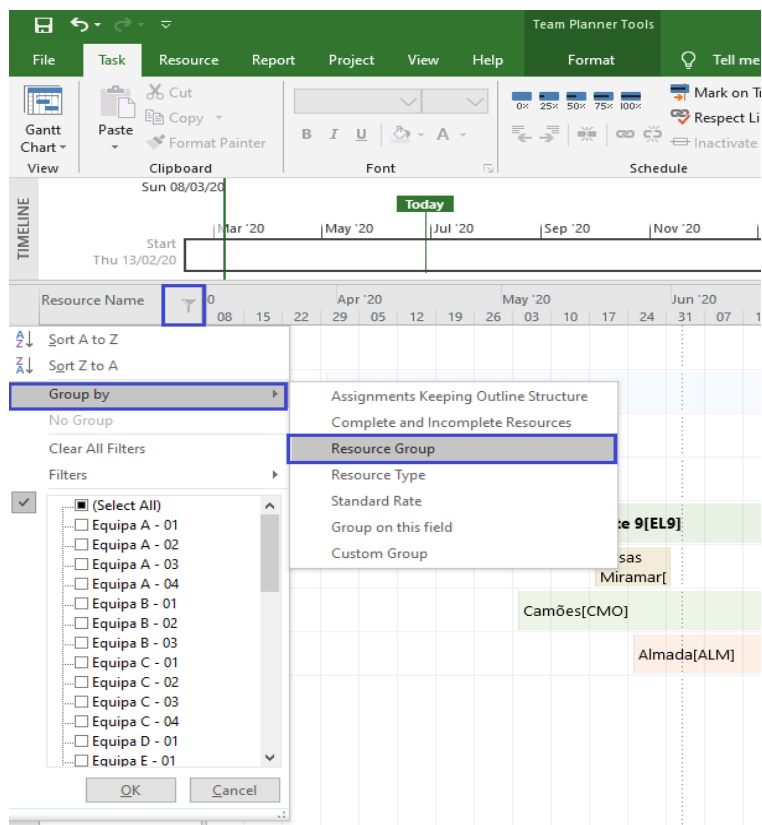 Team Planner Tools
File Task Resource Report Project View Help Format Tell me
Gantt Chart
View
Paste
Cut
Copy
Format Painter
Clipboard
B I U A
Font
0% 25% 50% 75% 100%
Mark on
Respect Li
Inactivate
Schedule
TIMELINE
Sun 08/03/20
Today
Mar '20 May '20 Jul '20 Sep '20 Nov '20
Start
Thu 13/02/20
Resource Name
0 Apr '20 May '20 Jun '20
08 15 22 29 05 12 19 26 03 10 17 24 31 07 1
Sort A to Z
Sort Z to A
Group by
No Group
Clear All Filters
Filters
Assignments Keeping Outline Structure
Complete and Incomplete Resources
Resource Group
Resource Type
Standard Rate
Group on this field
Custom Group
(Select All)
Equipa A - 01
Equipa A - 02
Equipa A - 03
Equipa A - 04
Equipa B - 01
Equipa B - 02
Equipa B - 03
Equipa C - 01
Equipa C - 02
Equipa C - 03
Equipa C - 04
Equipa D - 01
Equipa E - 01
OK Cancel
e 9[EL9]
sas
Miramar[
Camões[CMO]
Almada[ALM]